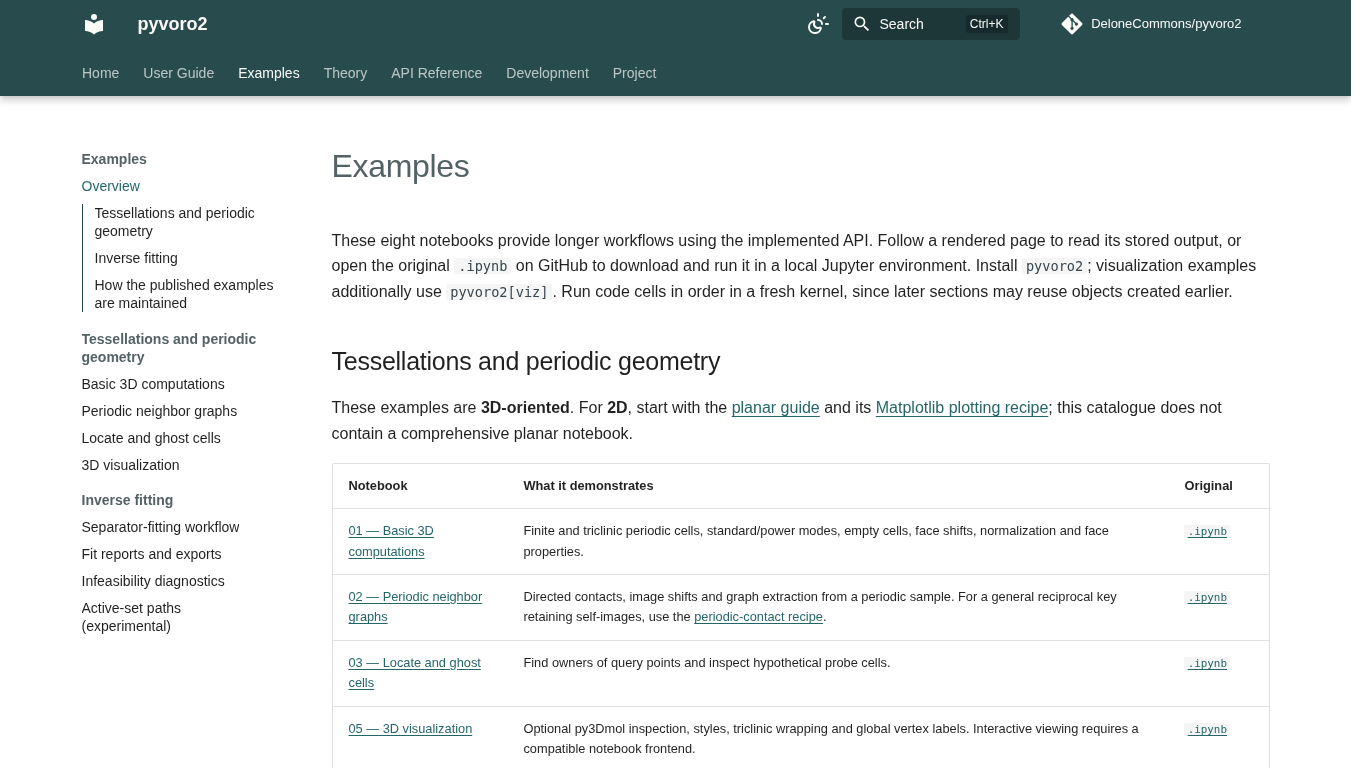 pyvoro2
Search
Ctrl+K
DeloneCommons/pyvoro2
Home
User Guide
Examples
Theory
API Reference
Development
Project
Examples
Overview
Tessellations and periodic
geometry
Inverse fitting
How the published examples
are maintained
Tessellations and periodic
geometry
Basic 3D computations
Periodic neighbor graphs
Locate and ghost cells
3D visualization
Inverse fitting
Separator-fitting workflow
Fit reports and exports
Infeasibility diagnostics
Active-set paths
(experimental)
Examples
These eight notebooks provide longer workflows using the implemented API. Follow a rendered page to read its stored output, or
open the original .ipynb on GitHub to download and run it in a local Jupyter environment. Install pyvoro2; visualization examples
additionally use pyvoro2[viz]. Run code cells in order in a fresh kernel, since later sections may reuse objects created earlier.
Tessellations and periodic geometry
These examples are 3D-oriented. For 2D, start with the planar guide and its Matplotlib plotting recipe; this catalogue does not
contain a comprehensive planar notebook.
Notebook
What it demonstrates
Original
01 — Basic 3D
computations
Finite and triclinic periodic cells, standard/power modes, empty cells, face shifts, normalization and face
properties.
.ipynb
02 — Periodic neighbor
graphs
Directed contacts, image shifts and graph extraction from a periodic sample. For a general reciprocal key
retaining self-images, use the periodic-contact recipe.
.ipynb
03 — Locate and ghost
cells
Find owners of query points and inspect hypothetical probe cells.
.ipynb
05 — 3D visualization
Optional py3Dmol inspection, styles, triclinic wrapping and global vertex labels. Interactive viewing requires a
compatible notebook frontend.
.ipynb